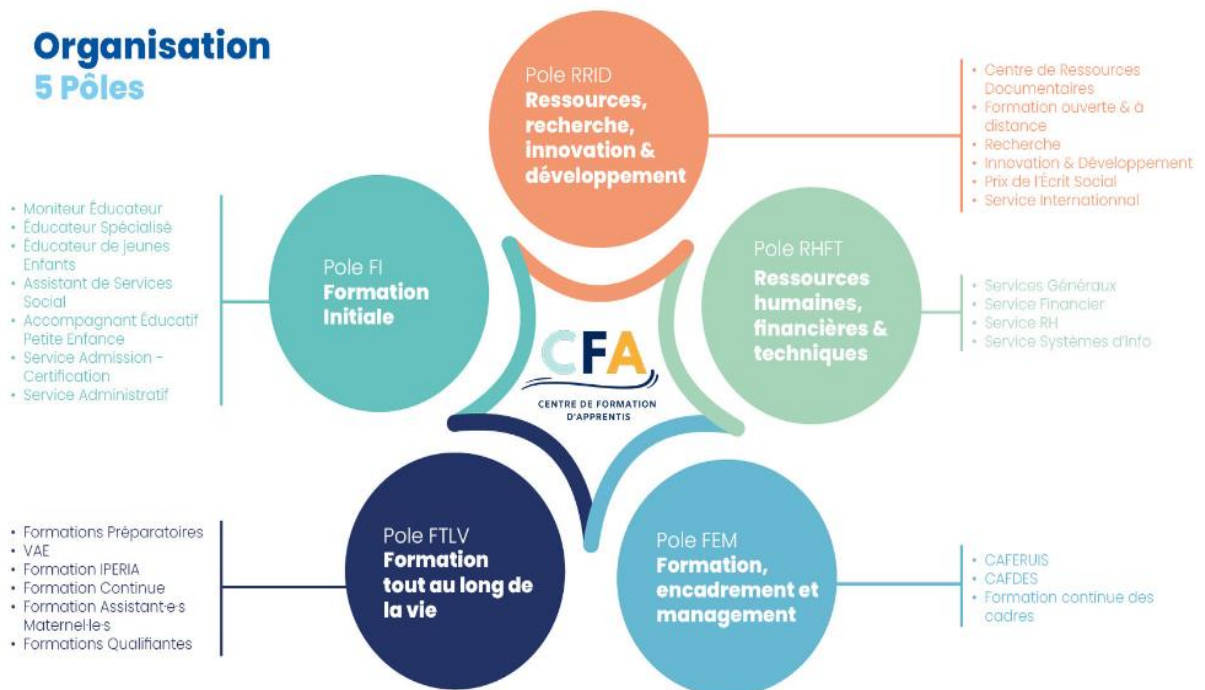 Organisation
5 Pôles
Pole RRID
Ressources,
recherche,
innovation &
développement
• Centre de Ressources
Documentaires
• Formation ouverte & à
distance
• Recherche
• Innovation & Développement
• Prix de l'Écrit Social
• Service Internationnal
• Moniteur Éducateur
• Éducateur Spécialisé
• Éducateur de jeunes
Enfants
• Assistant de Services
Social
• Accompagnant Éducatif
Petite Enfance
• Service Admission -
Certification
• Service Administratif
Pole FI
Formation
Initiale
Pole RHFT
Ressources
humaines,
financières &
techniques
• Services Généraux
• Service Financier
• Service RH
• Service Systèmes d'Info
CFA
CENTRE DE FORMATION
D'APPRENTIS
• Formations Préparatoires
• VAE
• Formation IPERIA
• Formation Continue
• Formation Assistant·e·s
Maternel·le·s
• Formations Qualifiantes
Pole FTLV
Formation
tout au long de
la vie
Pole FEM
Formation,
encadrement et
management
• CAFERUIS
• CAFDES
• Formation continue des
cadres